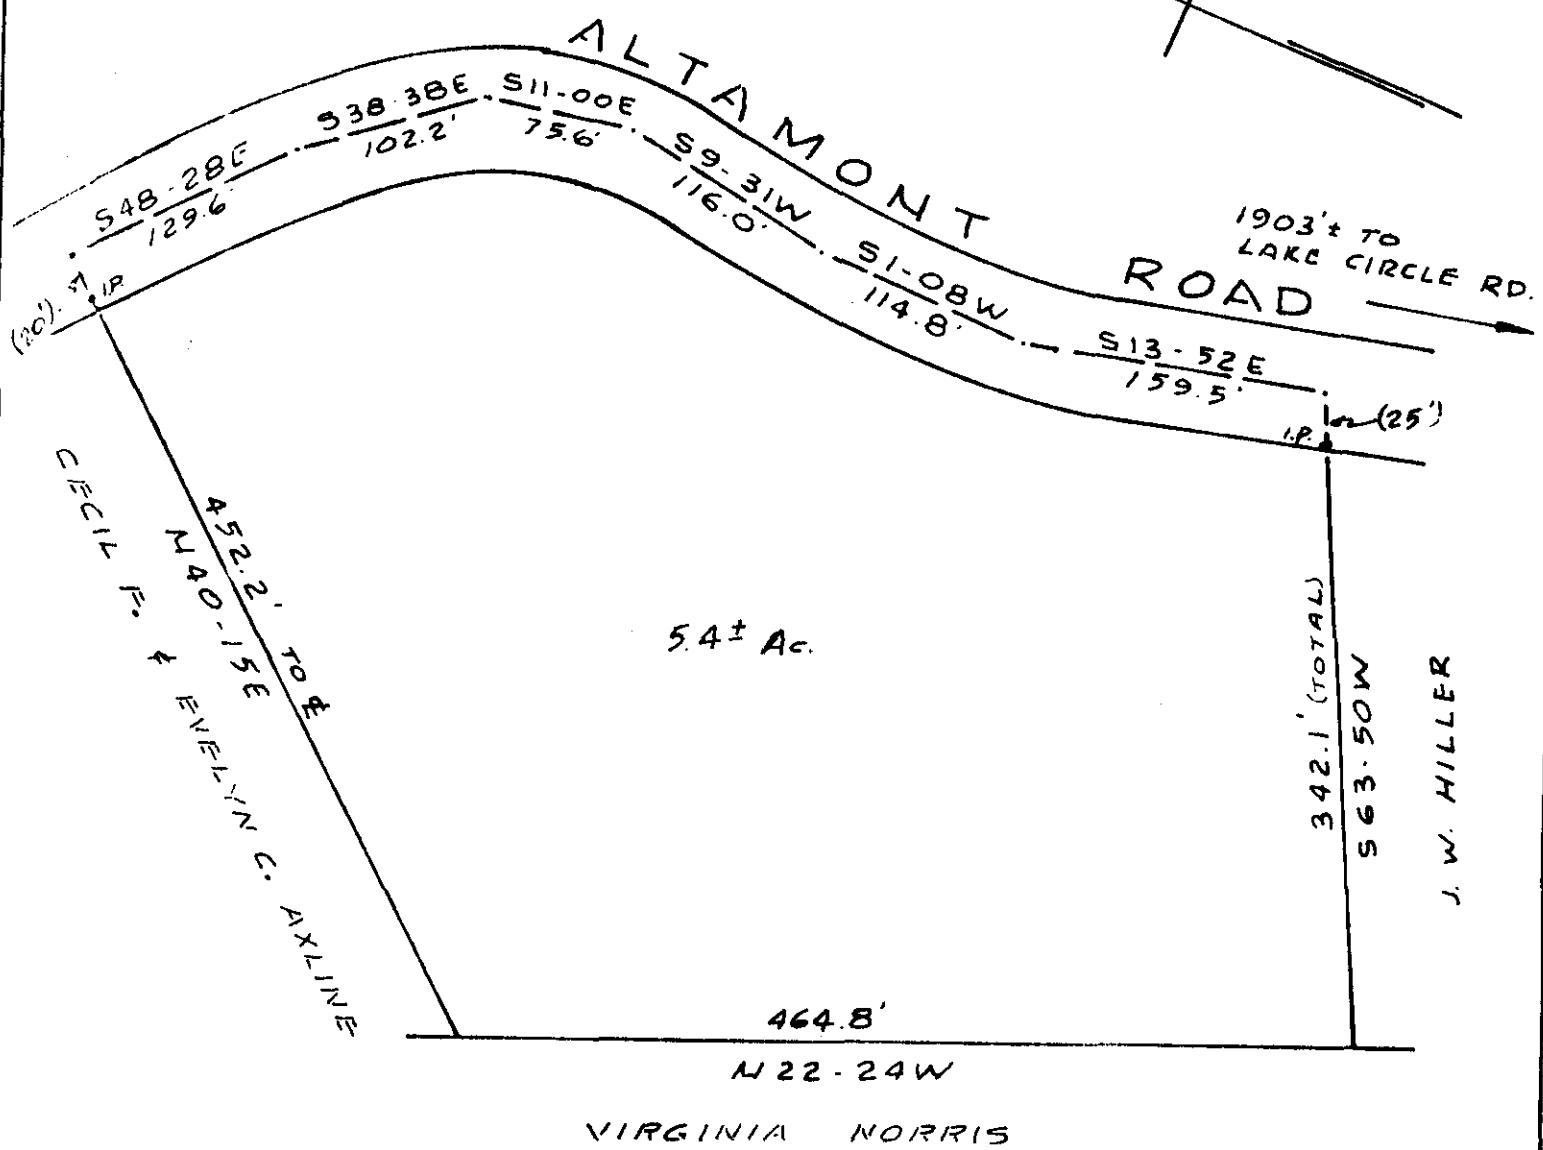 ALTAMONT
ROAD
S48-28E
129.6'
S38-38E
102.2'
S11-00E
75.6'
S9-31W
116.0'
S1-08W
114.8'
S13-52E
159.5'
1903'± TO
LAKE CIRCLE RD.
(20')
I.P.
I.P.
(25')
452.2' TO ℄
N40-15E
CECIL F. & EVELYN C. AXLINE
5.4± Ac.
342.1' (TOTAL)
S63-50W
J. W. HILLER
464.8'
N22-24W
VIRGINIA NORRIS